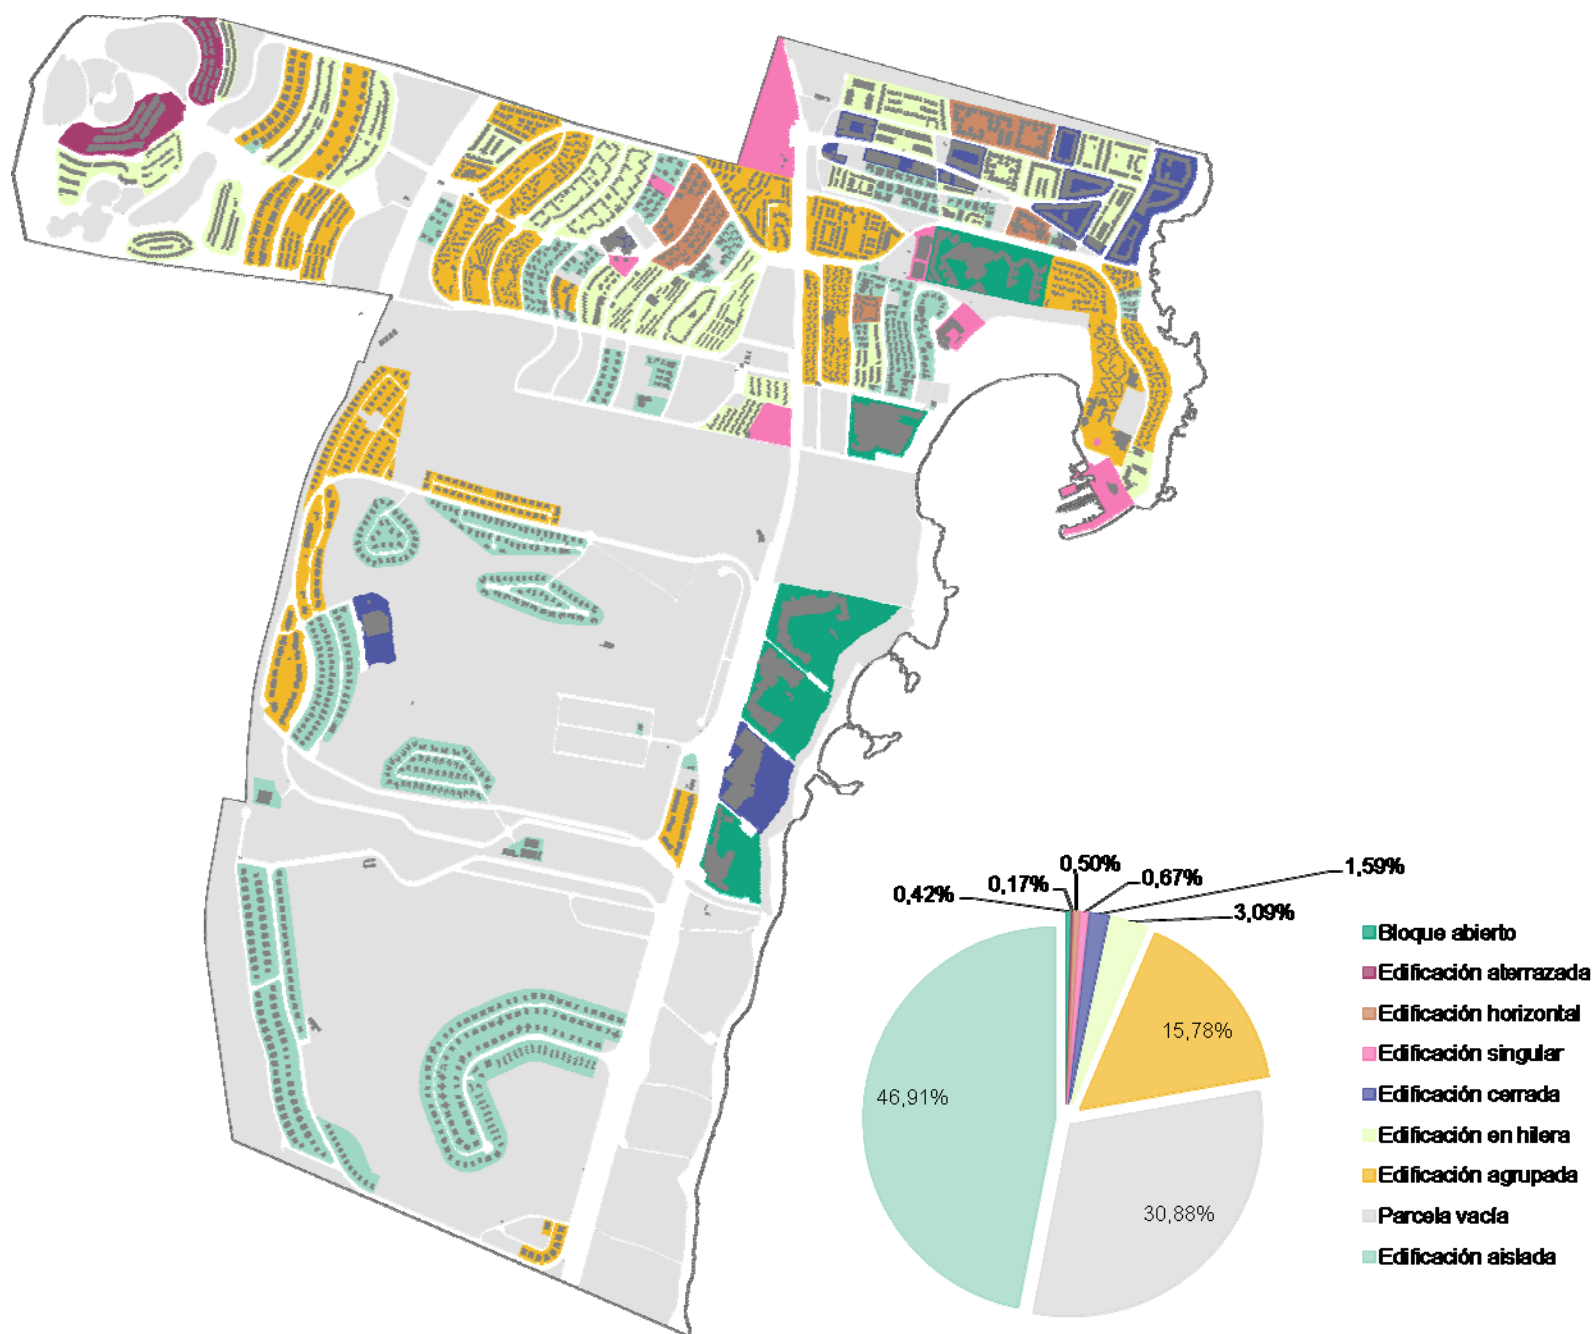 0,50%
0,17%
0,67%
1,59%
0,42%
3,09%
15,78%
46,91%
30,88%
Bloque abierto
Edificación aterrazada
Edificación horizontal
Edificación singular
Edificación cerrada
Edificación en hilera
Edificación agrupada
Parcela vacía
Edificación aislada